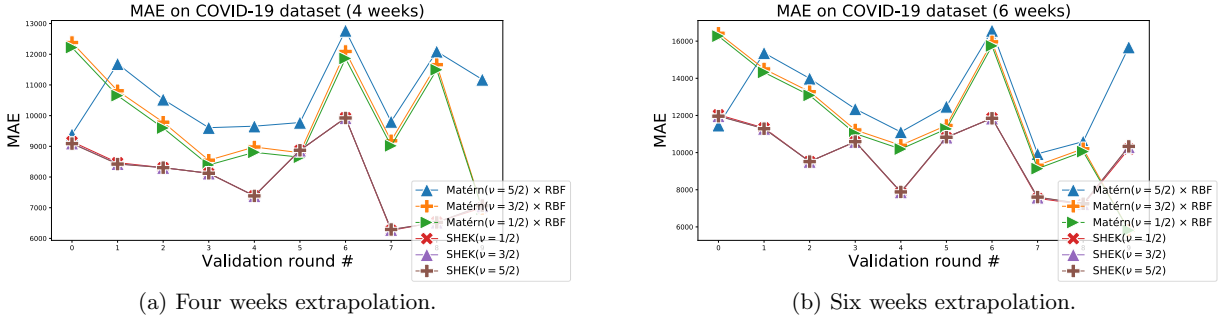 MAE on COVID-19 dataset (4 weeks)
13000
12000
11000
10000
9000
8000
7000
6000
MAE
0 1 2 3 4 5 6 7 8 9
Validation round #
Matérn(ν = 5/2) × RBF
Matérn(ν = 3/2) × RBF
Matérn(ν = 1/2) × RBF
SHEK(ν = 1/2)
SHEK(ν = 3/2)
SHEK(ν = 5/2)
(a) Four weeks extrapolation.
MAE on COVID-19 dataset (6 weeks)
16000
14000
12000
10000
8000
6000
MAE
0 1 2 3 4 5 6 7 8 9
Validation round #
Matérn(ν = 5/2) × RBF
Matérn(ν = 3/2) × RBF
Matérn(ν = 1/2) × RBF
SHEK(ν = 1/2)
SHEK(ν = 3/2)
SHEK(ν = 5/2)
(b) Six weeks extrapolation.